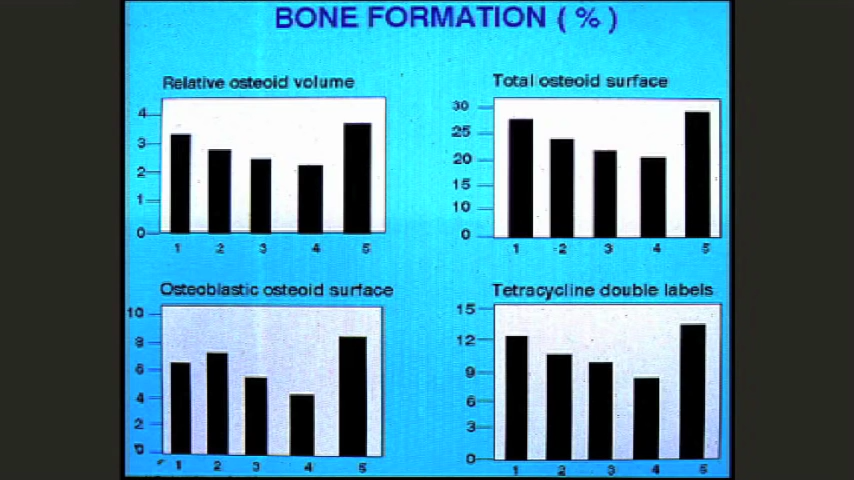 BONE FORMATION ( % )
Relative osteoid volume
4
3
2
1
0
1 2 3 4 5
Total osteoid surface
30
25
20
15
10
0
1 2 3 4 5
Osteoblastic osteoid surface
10
8
6
4
2
0
1 2 3 4 5
Tetracycline double labels
15
12
9
6
3
0
1 2 3 4 5